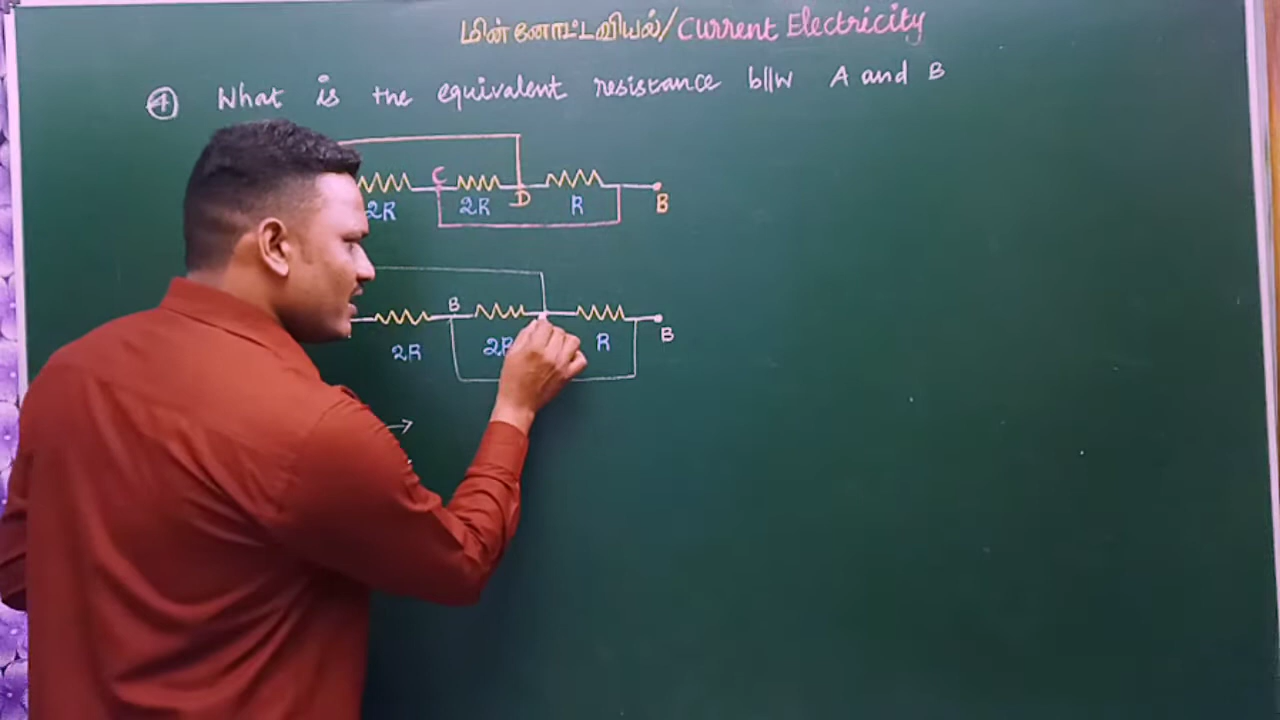 மின்னோட்டவியல்/Current Electricity
④ What is the equivalent resistance b||w A and B
C
2R 2R D R B
B
2R 2R R B